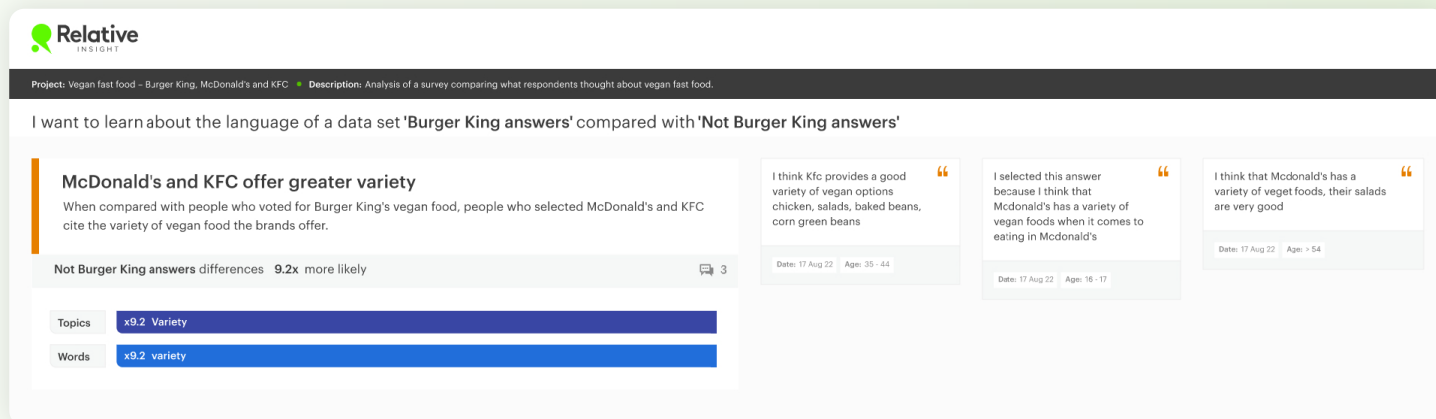 Relative
INSIGHT
Project: Vegan fast food – Burger King, McDonald's and KFC • Description: Analysis of a survey comparing what respondents thought about vegan fast food.
I want to learn about the language of a data set 'Burger King answers' compared with 'Not Burger King answers'
McDonald's and KFC offer greater variety
When compared with people who voted for Burger King's vegan food, people who selected McDonald's and KFC
cite the variety of vegan food the brands offer.
Not Burger King answers differences 9.2x more likely 3
Topics x9.2 Variety
Words x9.2 variety
“
I think Kfc provides a good
variety of vegan options
chicken, salads, baked beans,
corn green beans
Date: 17 Aug 22 Age: 35 - 44
“
I selected this answer
because I think that
Mcdonald's has a variety of
vegan foods when it comes to
eating in Mcdonald's
Date: 17 Aug 22 Age: 16 - 17
“
I think that Mcdonald's has a
variety of veget foods, their salads
are very good
Date: 17 Aug 22 Age: > 54